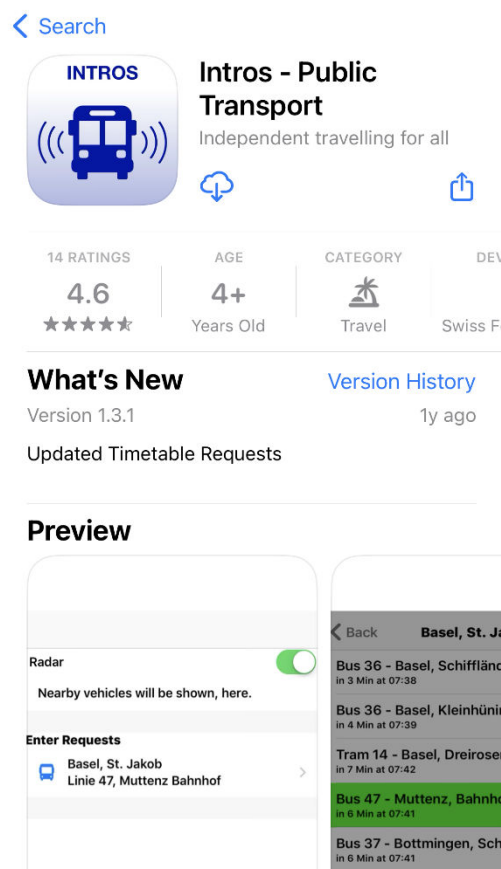 Search
INTROS
Intros - Public
Transport
Independent travelling for all
14 RATINGS
AGE
CATEGORY
4.6
4+
Years Old
Travel
Swiss
What's New
Version History
Version 1.3.1
1y ago
Updated Timetable Requests
Preview
Radar
Nearby vehicles will be shown, here.
Enter Requests
Basel, St. Jakob
Linie 47, Muttenz Bahnhof
Back
Basel, St.
Bus 36 - Basel,
in 3 Min at 07:38
Bus 36 - Basel,
in 4 Min at 07:39
Tram 14 - Basel,
in 7 Min at 07:42
Bus 47 - Muttenz,
in 6 Min at 07:41
Bus 37 - Bottmingen,
in 6 Min at 07:41